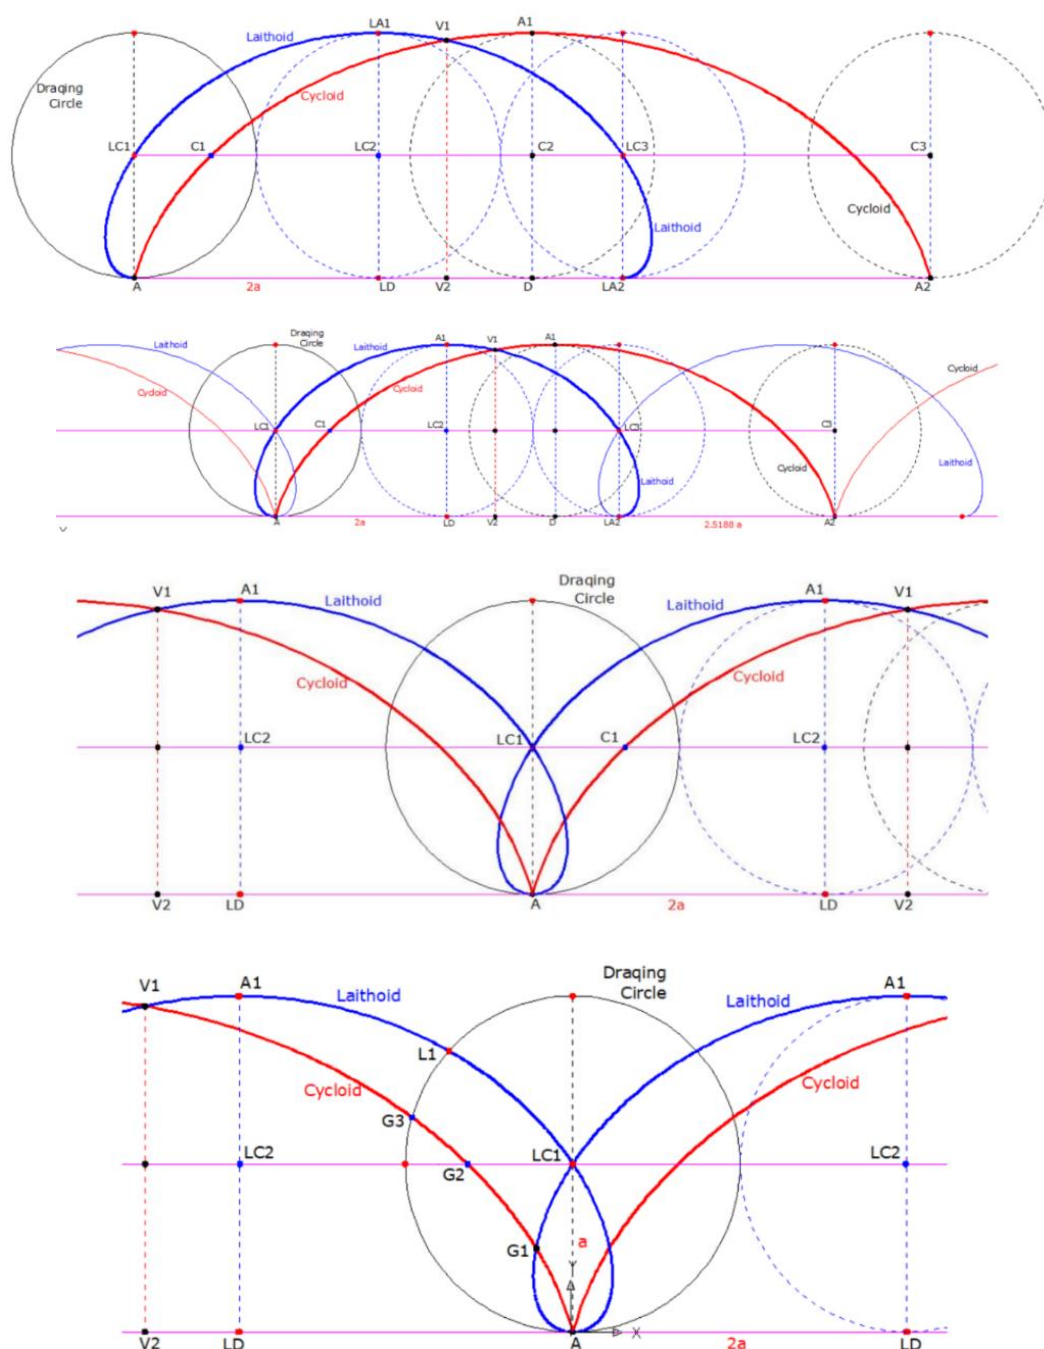 LA1 V1 A1
Laithoid
Draqing
Circle
Cycloid
LC1 C1 LC2 C2 LC3 C3
Cycloid
Laithoid
A 2a LD V2 D LA2 A2
Draqing
Circle
Laithoid Laithoid A1 V1 A1 Laithoid
Cycloid
Cycloid Cycloid
LC1 C1 LC2 LC3 C3
Laithoid Cycloid Laithoid
A 2a LD V2 D LA2 2.5188 a A2
V1 A1 Draqing A1 V1
Circle
Laithoid Laithoid
Cycloid Cycloid
LC2 LC1 C1 LC2
V2 LD A 2a LD V2
V1 A1 Draqing A1
Circle
Laithoid Laithoid
L1
Cycloid Cycloid
G3
LC2 G2 LC1 LC2
G1 a
Y
X
V2 LD A 2a LD